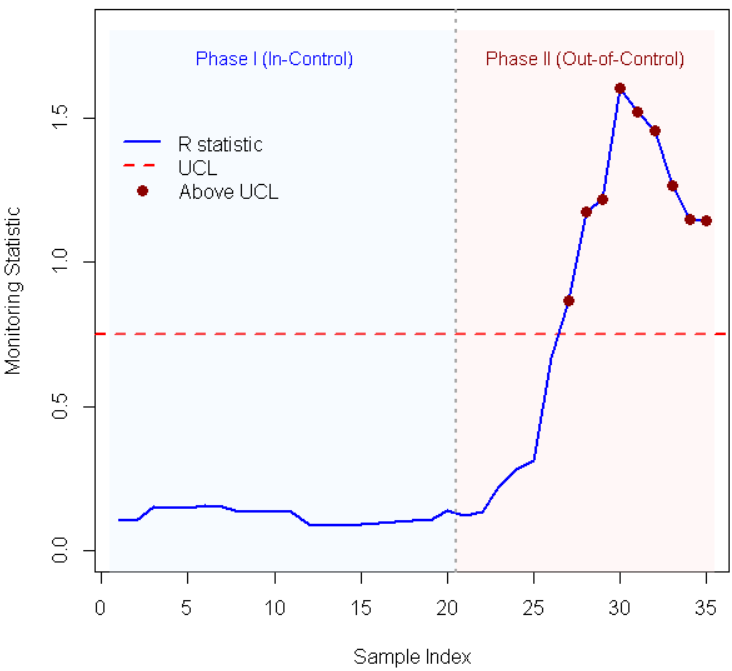 Phase I (In-Control)
Phase II (Out-of-Control)
R statistic
UCL
Above UCL
Monitoring Statistic
1.5
1.0
0.5
0.0
0 5 10 15 20 25 30 35
Sample Index